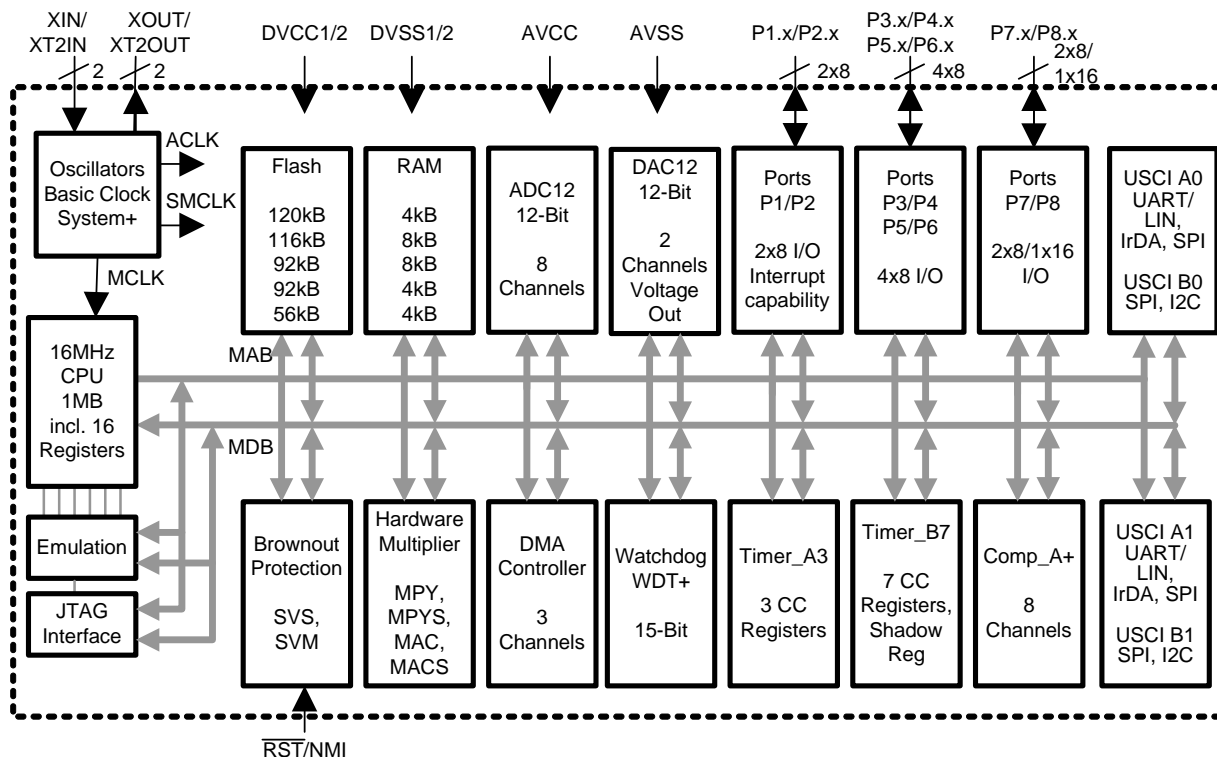 XIN/
XT2IN
XOUT/
XT2OUT
DVCC1/2
DVSS1/2
AVCC
AVSS
P1.x/P2.x
P3.x/P4.x
P5.x/P6.x
P7.x/P8.x
2
2
2x8
4x8
2x8/
1x16
Oscillators
Basic Clock
System+
ACLK
SMCLK
MCLK
Flash
120kB
116kB
92kB
92kB
56kB
RAM
4kB
8kB
8kB
4kB
4kB
ADC12
12-Bit
8
Channels
DAC12
12-Bit
2
Channels
Voltage
Out
Ports
P1/P2
2x8 I/O
Interrupt
capability
Ports
P3/P4
P5/P6
4x8 I/O
Ports
P7/P8
2x8/1x16
I/O
USCI A0
UART/
LIN,
IrDA, SPI
USCI B0
SPI, I2C
16MHz
CPU
1MB
incl. 16
Registers
MAB
MDB
Emulation
JTAG
Interface
Brownout
Protection
SVS,
SVM
Hardware
Multiplier
MPY,
MPYS,
MAC,
MACS
DMA
Controller
3
Channels
Watchdog
WDT+
15-Bit
Timer_A3
3 CC
Registers
Timer_B7
7 CC
Registers,
Shadow
Reg
Comp_A+
8
Channels
USCI A1
UART/
LIN,
IrDA, SPI
USCI B1
SPI, I2C
RST/NMI